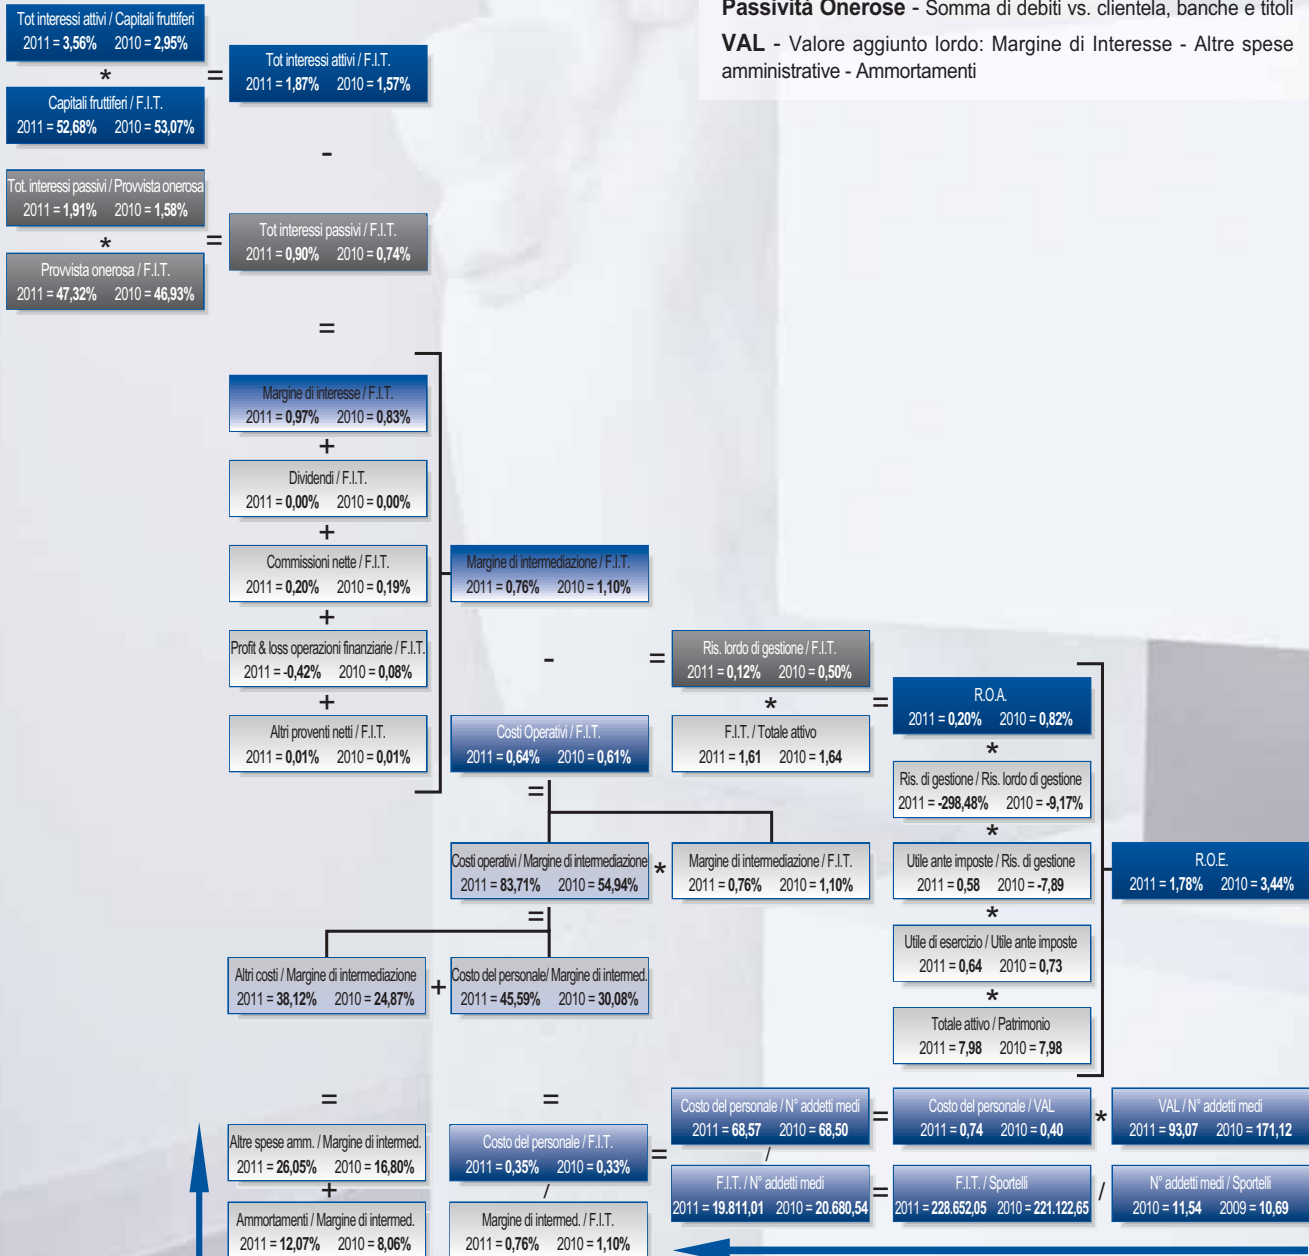 Passività Onerose - Somma di debiti vs. clientela, banche e titoli
VAL - Valore aggiunto lordo: Margine di Interesse - Altre spese
amministrative - Ammortamenti
Tot interessi attivi / Capitali fruttiferi
2011 = 3,56% 2010 = 2,95%
*
Capitali fruttiferi / F.I.T.
2011 = 52,68% 2010 = 53,07%
=
Tot interessi attivi / F.I.T.
2011 = 1,87% 2010 = 1,57%
-
Tot. interessi passivi / Provvista onerosa
2011 = 1,91% 2010 = 1,58%
*
Provvista onerosa / F.I.T.
2011 = 47,32% 2010 = 46,93%
=
Tot interessi passivi / F.I.T.
2011 = 0,90% 2010 = 0,74%
=
Margine di interesse / F.I.T.
2011 = 0,97% 2010 = 0,83%
+
Dividendi / F.I.T.
2011 = 0,00% 2010 = 0,00%
+
Commissioni nette / F.I.T.
2011 = 0,20% 2010 = 0,19%
+
Profit & loss operazioni finanziarie / F.I.T.
2011 = -0,42% 2010 = 0,08%
+
Altri proventi netti / F.I.T.
2011 = 0,01% 2010 = 0,01%
Margine di intermediazione / F.I.T.
2011 = 0,76% 2010 = 1,10%
-
Costi Operativi / F.I.T.
2011 = 0,64% 2010 = 0,61%
=
Ris. lordo di gestione / F.I.T.
2011 = 0,12% 2010 = 0,50%
*
F.I.T. / Totale attivo
2011 = 1,61 2010 = 1,64
=
R.O.A.
2011 = 0,20% 2010 = 0,82%
*
Ris. di gestione / Ris. lordo di gestione
2011 = -298,48% 2010 = -9,17%
*
Utile ante imposte / Ris. di gestione
2011 = 0,58 2010 = -7,89
*
Utile di esercizio / Utile ante imposte
2011 = 0,64 2010 = 0,73
*
Totale attivo / Patrimonio
2011 = 7,98 2010 = 7,98
R.O.E.
2011 = 1,78% 2010 = 3,44%
=
Costi operativi / Margine di intermediazione
2011 = 83,71% 2010 = 54,94%
*
Margine di intermediazione / F.I.T.
2011 = 0,76% 2010 = 1,10%
=
Altri costi / Margine di intermediazione
2011 = 38,12% 2010 = 24,87%
+
Costo del personale/ Margine di intermed.
2011 = 45,59% 2010 = 30,08%
=
Altre spese amm. / Margine di intermed.
2011 = 26,05% 2010 = 16,80%
+
Ammortamenti / Margine di intermed.
2011 = 12,07% 2010 = 8,06%
=
Costo del personale / F.I.T.
2011 = 0,35% 2010 = 0,33%
/
Margine di intermed. / F.I.T.
2011 = 0,76% 2010 = 1,10%
=
Costo del personale / N° addetti medi
2011 = 68,57 2010 = 68,50
/
F.I.T. / N° addetti medi
2011 = 19.811,01 2010 = 20.680,54
=
Costo del personale / VAL
2011 = 0,74 2010 = 0,40
*
VAL / N° addetti medi
2011 = 93,07 2010 = 171,12
=
F.I.T. / Sportelli
2011 = 228.652,05 2010 = 221.122,65
/
N° addetti medi / Sportelli
2010 = 11,54 2009 = 10,69